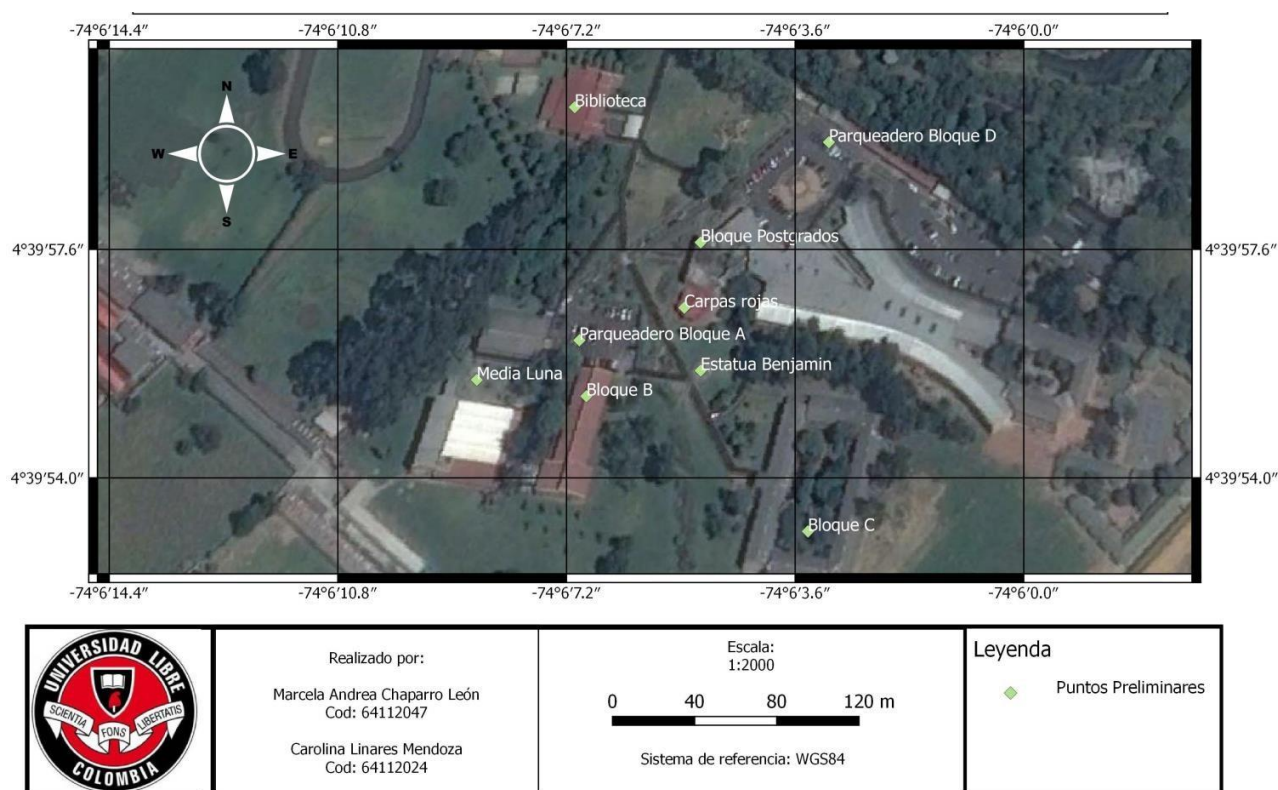 -74°6′14.4″ -74°6′10.8″ -74°6′7.2″ -74°6′3.6″ -74°6′0.0″
N
W E
S
Biblioteca
Parqueadero Bloque D
4°39′57.6″ 4°39′57.6″
Bloque Postgrados
Carpas rojas
Parqueadero Bloque A
Estatua Benjamin
Media Luna
Bloque B
4°39′54.0″ 4°39′54.0″
Bloque C
-74°6′14.4″ -74°6′10.8″ -74°6′7.2″ -74°6′3.6″ -74°6′0.0″
UNIVERSIDAD LIBRE
SCIENTIA FONS LIBERTATIS
COLOMBIA
Realizado por:
Marcela Andrea Chaparro León
Cod: 64112047
Carolina Linares Mendoza
Cod: 64112024
Escala:
1:2000
0 40 80 120 m
Sistema de referencia: WGS84
Leyenda
Puntos Preliminares